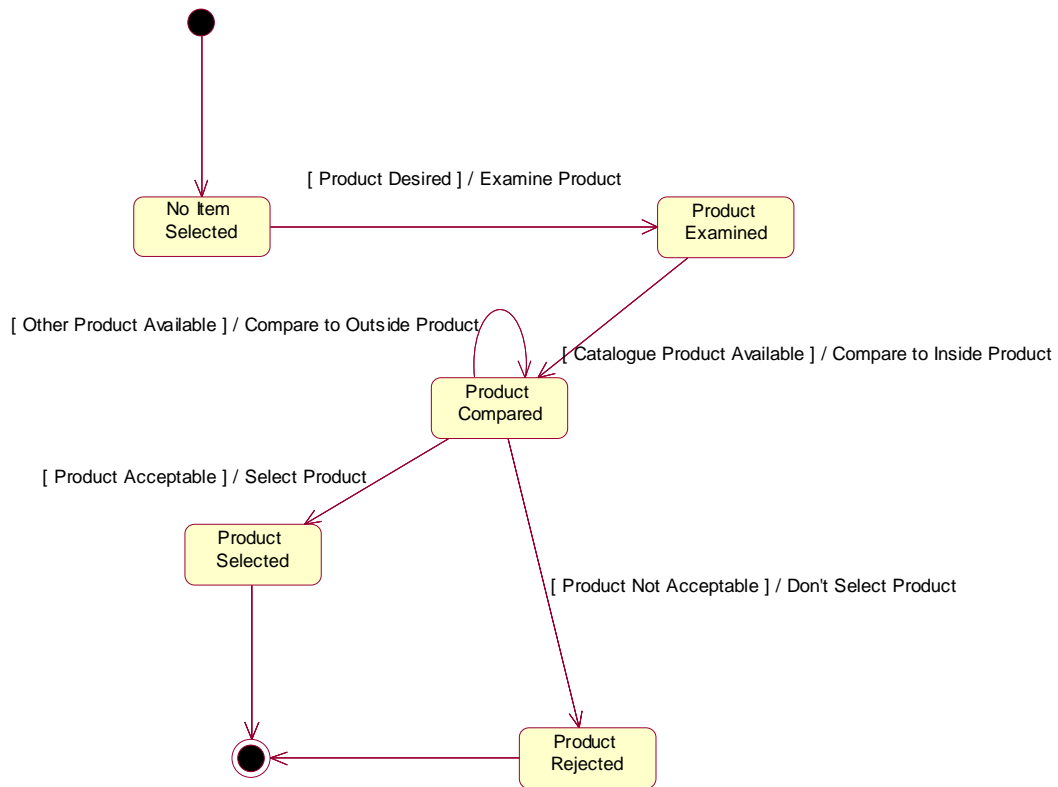 [ Product Desired ] / Examine Product
No Item
Selected
Product
Examined
[ Other Product Available ] / Compare to Outside Product
[ Catalogue Product Available ] / Compare to Inside Product
Product
Compared
[ Product Acceptable ] / Select Product
Product
Selected
[ Product Not Acceptable ] / Don't Select Product
Product
Rejected